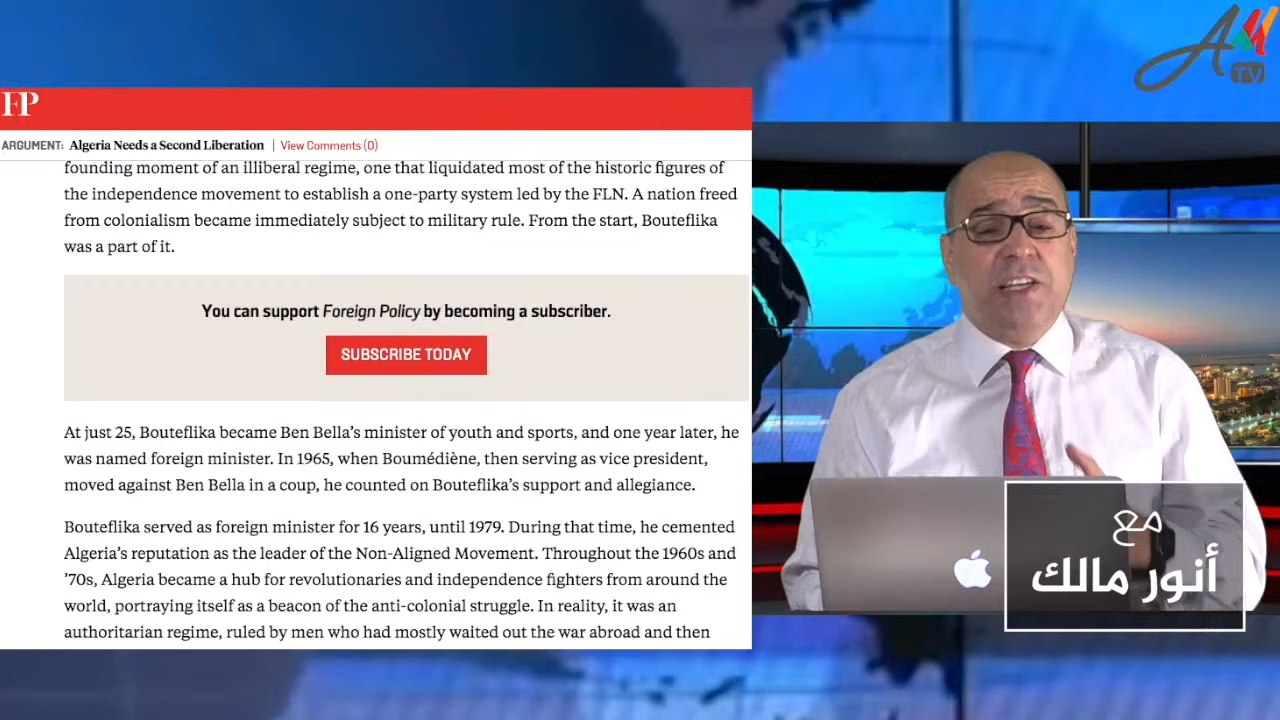 FP
ARGUMENT: Algeria Needs a Second Liberation | View Comments (0)
founding moment of an illiberal regime, one that liquidated most of the historic figures of
the independence movement to establish a one-party system led by the FLN. A nation freed
from colonialism became immediately subject to military rule. From the start, Bouteflika
was a part of it.
You can support Foreign Policy by becoming a subscriber.
SUBSCRIBE TODAY
At just 25, Bouteflika became Ben Bella’s minister of youth and sports, and one year later, he
was named foreign minister. In 1965, when Boumédiène, then serving as vice president,
moved against Ben Bella in a coup, he counted on Bouteflika’s support and allegiance.
Bouteflika served as foreign minister for 16 years, until 1979. During that time, he cemented
Algeria’s reputation as the leader of the Non-Aligned Movement. Throughout the 1960s and
’70s, Algeria became a hub for revolutionaries and independence fighters from around the
world, portraying itself as a beacon of the anti-colonial struggle. In reality, it was an
authoritarian regime, ruled by men who had mostly waited out the war abroad and then
TV
مع
أنور مالك